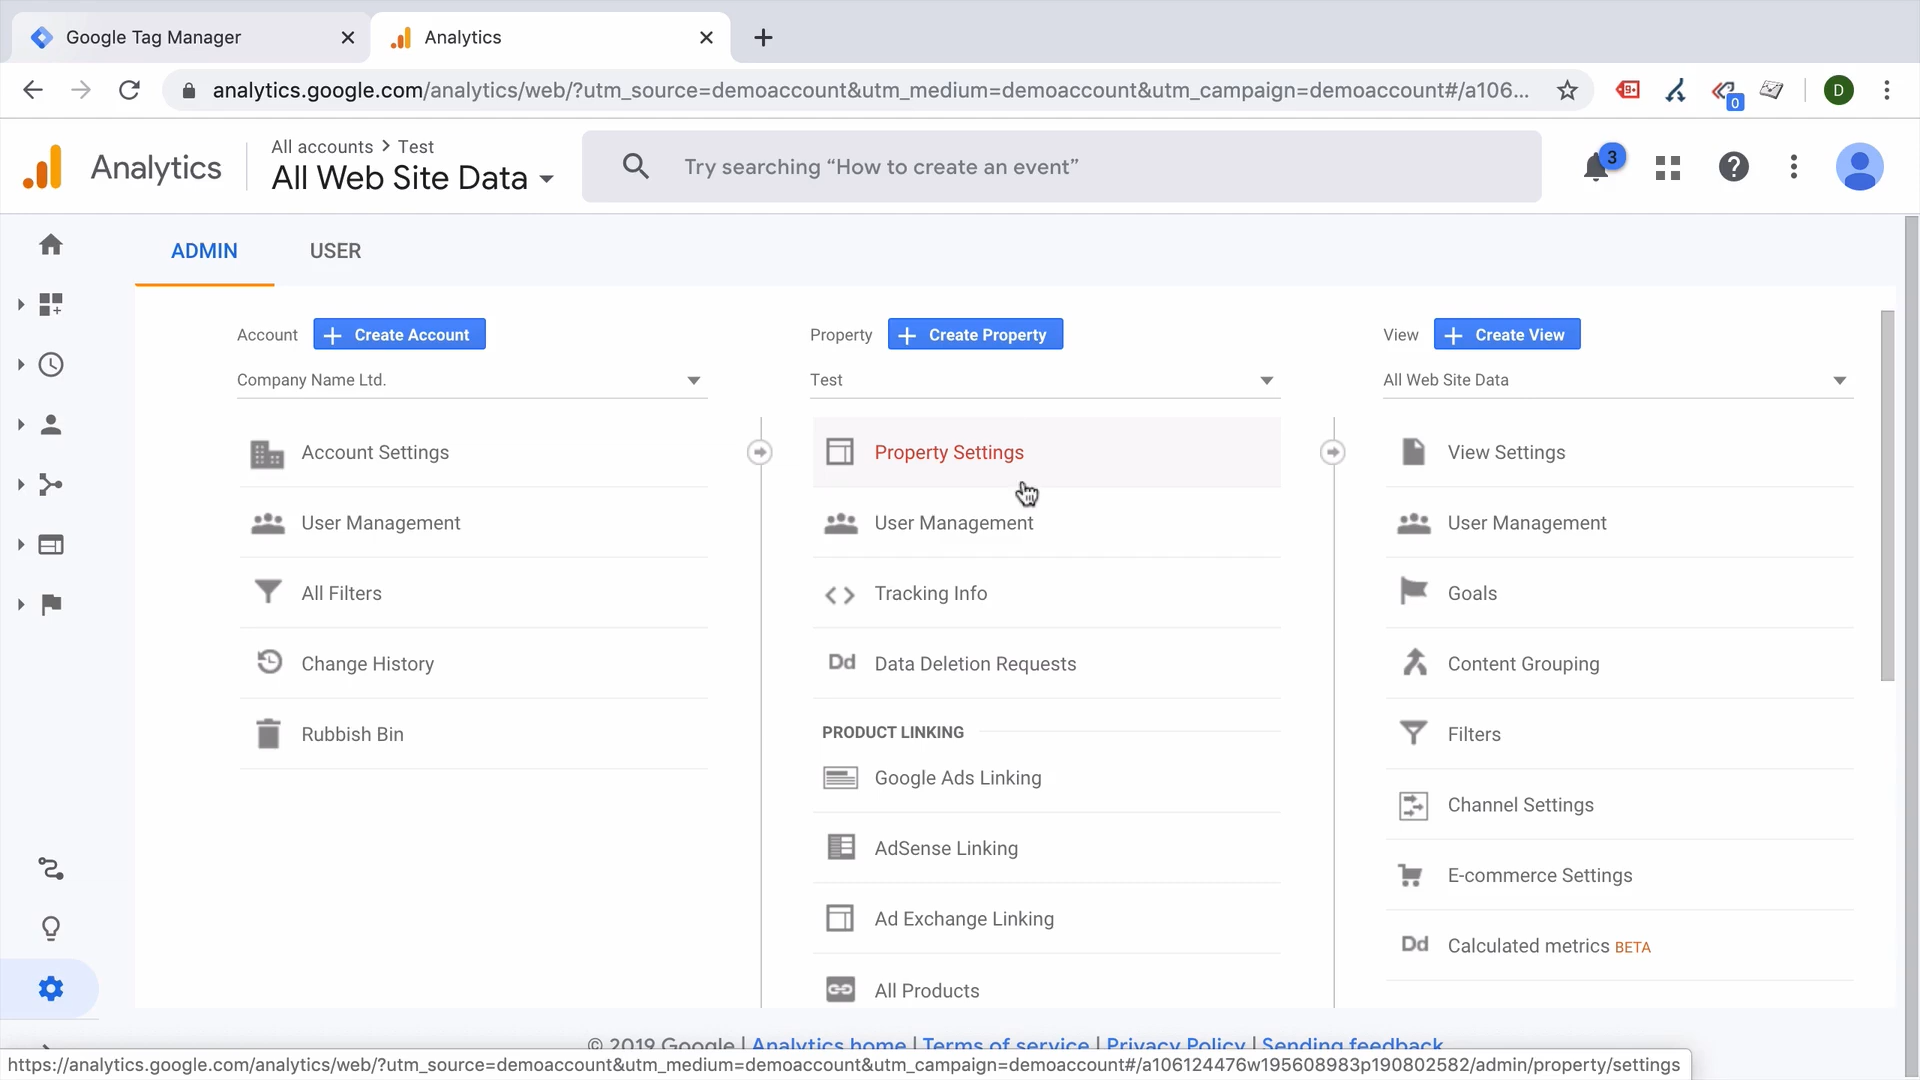 Google Tag Manager
Analytics
analytics.google.com/analytics/web/?utm_source=demoaccount&utm_medium=demoaccount&utm_campaign=demoaccount#/a106...
9+
0
D
Analytics
All accounts > Test
All Web Site Data
Try searching “How to create an event”
3
ADMIN
USER
Account
Create Account
Company Name Ltd.
Account Settings
User Management
All Filters
Change History
Rubbish Bin
Property
Create Property
Test
Property Settings
User Management
Tracking Info
Dd Data Deletion Requests
PRODUCT LINKING
Google Ads Linking
AdSense Linking
Ad Exchange Linking
All Products
View
Create View
All Web Site Data
View Settings
User Management
Goals
Content Grouping
Filters
Channel Settings
E-commerce Settings
Dd Calculated metrics BETA
© 2019 Google | Analytics home | Terms of service | Privacy Policy | Sending feedback
https://analytics.google.com/analytics/web/?utm_source=demoaccount&utm_medium=demoaccount&utm_campaign=demoaccount#/a106124476w195608983p190802582/admin/property/settings